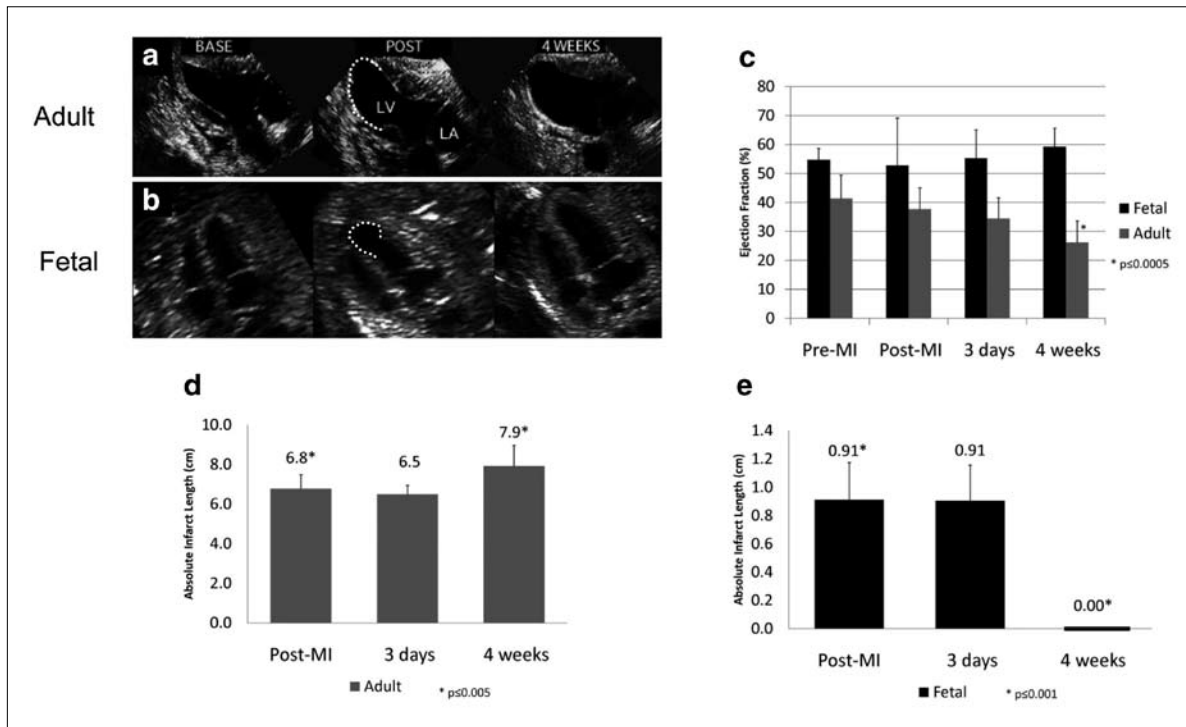 a
BASE
POST
4 WEEKS
Adult
LV
LA
b
Fetal
c
Ejection Fraction (%)
80
70
60
50
40
30
20
10
0
*
Pre-MI
Post-MI
3 days
4 weeks
Fetal
Adult
* p≤0.0005
d
Absolute Infarct Length (cm)
10.0
8.0
6.0
4.0
2.0
0.0
6.8*
6.5
7.9*
Post-MI
3 days
4 weeks
Adult
* p≤0.005
e
Absolute Infarct Length (cm)
1.4
1.2
1.0
0.8
0.6
0.4
0.2
0.0
0.91*
0.91
0.00*
Post-MI
3 days
4 weeks
Fetal
* p≤0.001